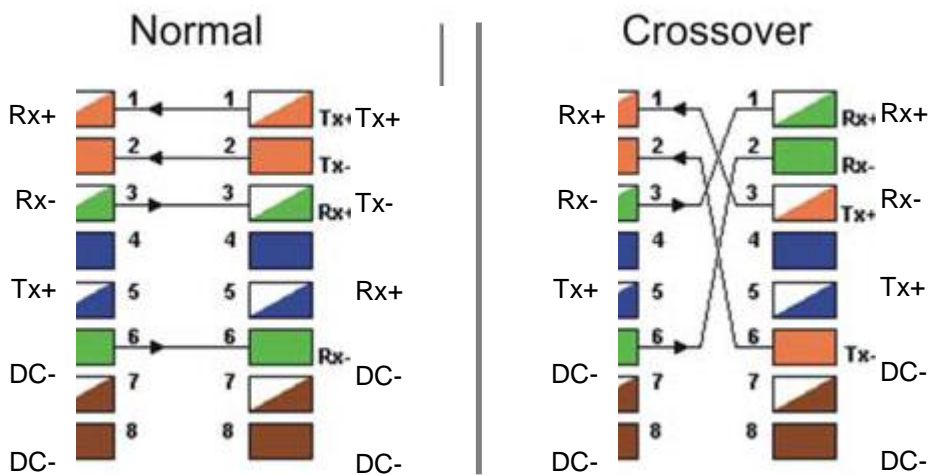 Normal
Crossover
Rx+ 1 1 Tx+ Tx+
2 2 Tx-
Rx- 3 3 Rx+ Tx-
4 4
Tx+ 5 5 Rx+
6 6 Rx-
DC- 7 7 DC-
8 8
DC- DC-
Rx+ 1 1 Rx+ Rx+
2 2 Rx-
Rx- 3 3 Tx+ Rx-
4 4
Tx+ 5 5 Tx+
6 6 Tx-
DC- 7 7 DC-
8 8
DC- DC-